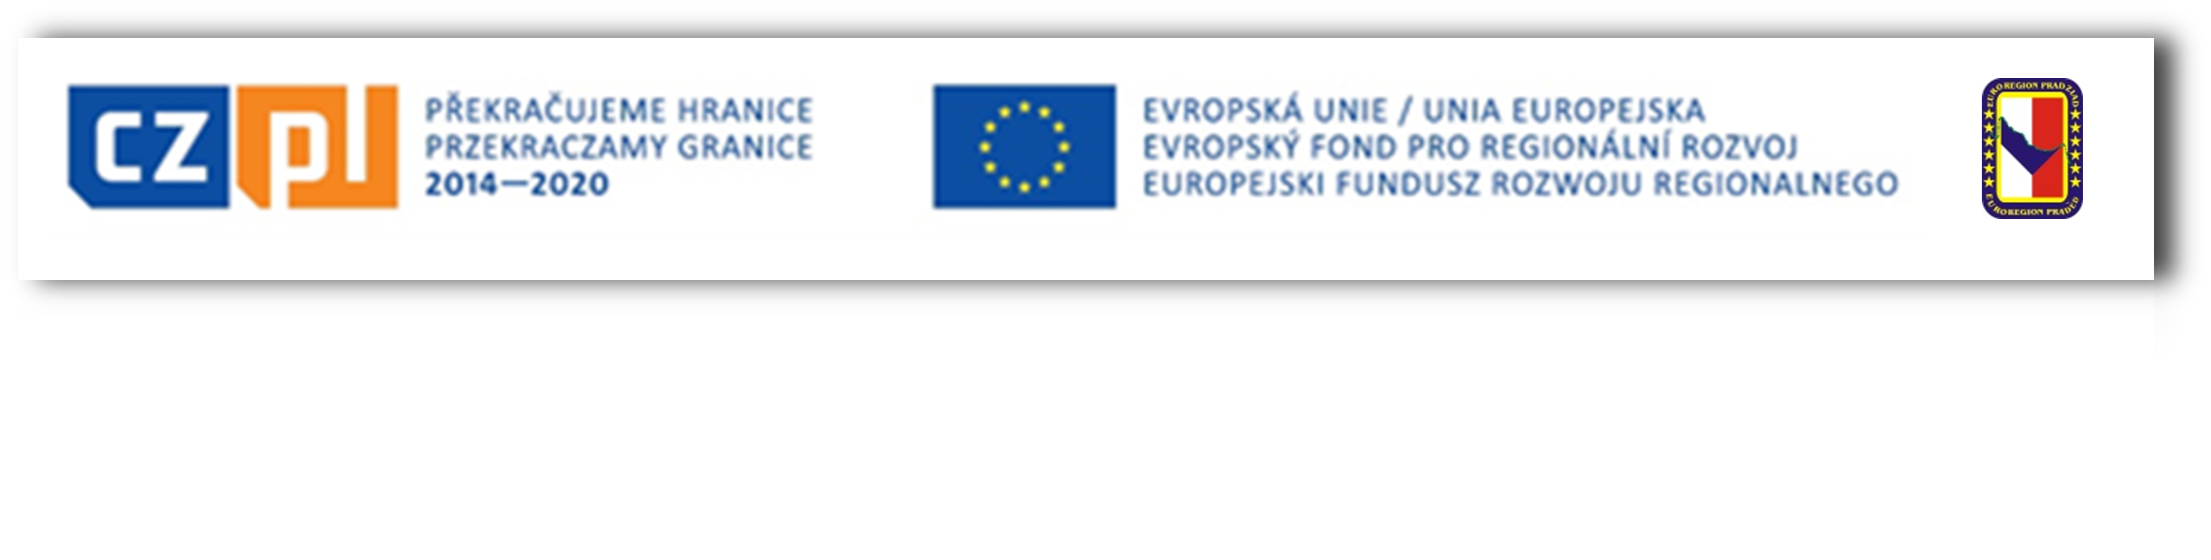 cz pl
PŘEKRAČUJEME HRANICE
PRZEKRACZAMY GRANICE
2014—2020
EVROPSKÁ UNIE / UNIA EUROPEJSKA
EVROPSKÝ FOND PRO REGIONÁLNÍ ROZVOJ
EUROPEJSKI FUNDUSZ ROZWOJU REGIONALNEGO
EUROREGION PRADZIAD
EUROREGION PRADED